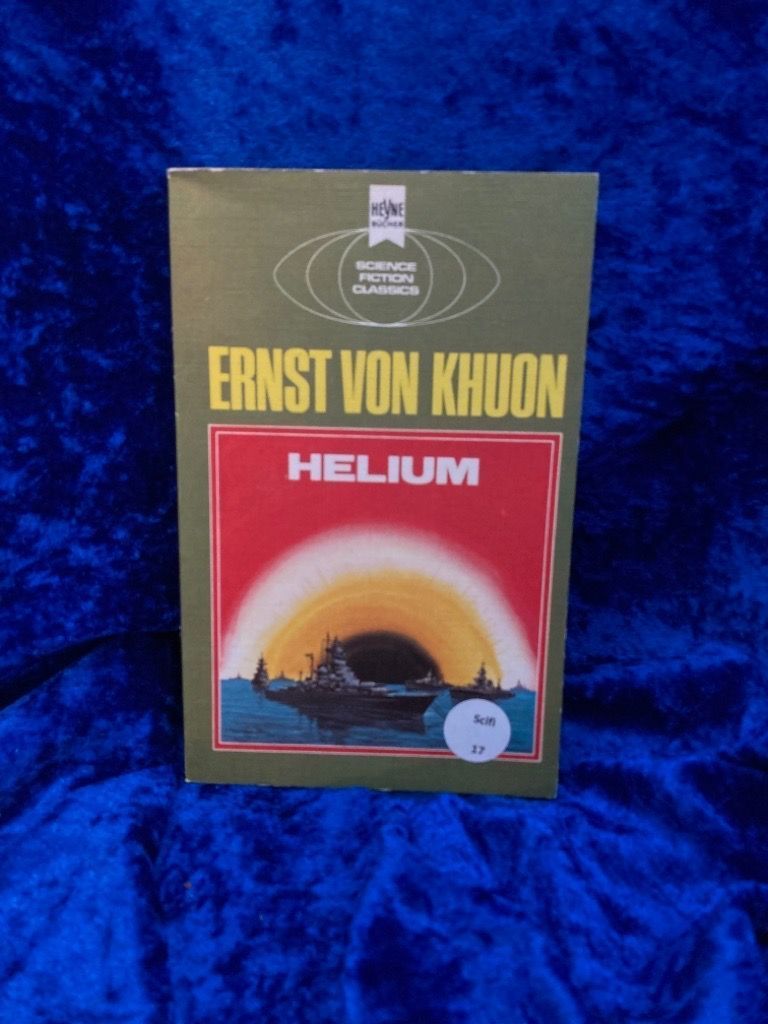 HEYNE
BÜCHER
SCIENCE
FICTION
CLASSICS
ERNST VON KHUON
HELIUM
Scifi
17